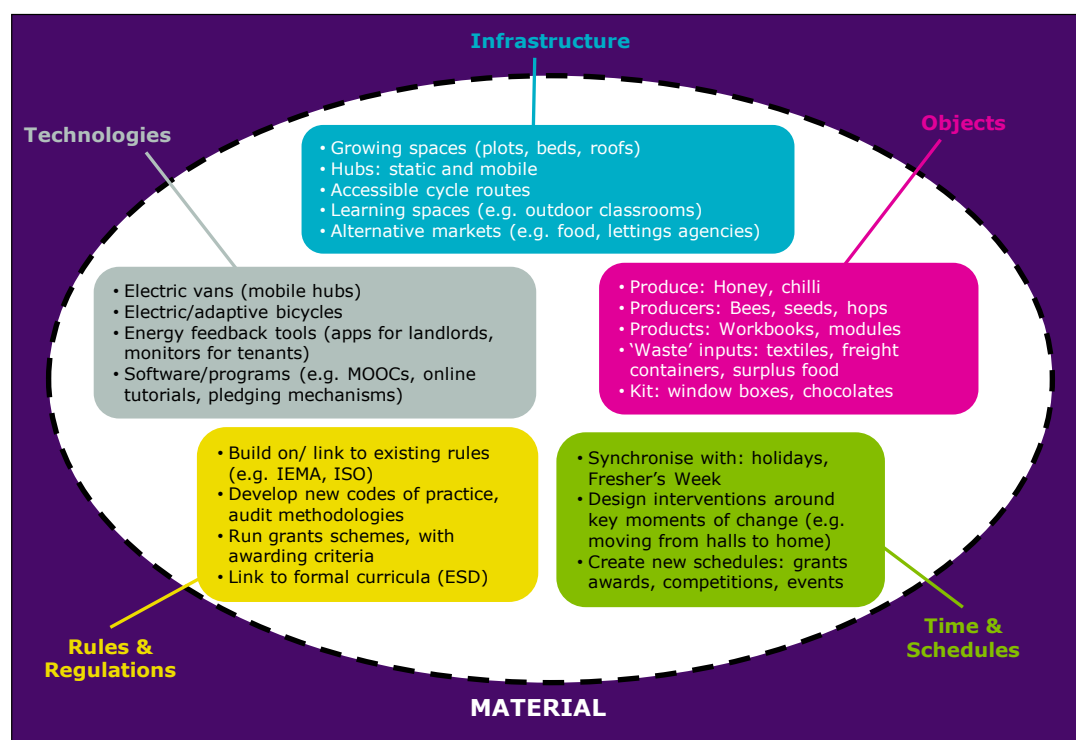 Infrastructure
Technologies
Objects
• Growing spaces (plots, beds, roofs)
• Hubs: static and mobile
• Accessible cycle routes
• Learning spaces (e.g. outdoor classrooms)
• Alternative markets (e.g. food, lettings agencies)
• Electric vans (mobile hubs)
• Electric/adaptive bicycles
• Energy feedback tools (apps for landlords,
monitors for tenants)
• Software/programs (e.g. MOOCs, online
tutorials, pledging mechanisms)
• Produce: Honey, chilli
• Producers: Bees, seeds, hops
• Products: Workbooks, modules
• ‘Waste’ inputs: textiles, freight
containers, surplus food
• Kit: window boxes, chocolates
• Build on/ link to existing rules
(e.g. IEMA, ISO)
• Develop new codes of practice,
audit methodologies
• Run grants schemes, with
awarding criteria
• Link to formal curricula (ESD)
• Synchronise with: holidays,
Fresher’s Week
• Design interventions around
key moments of change (e.g.
moving from halls to home)
• Create new schedules: grants
awards, competitions, events
Rules &
Regulations
Time &
Schedules
MATERIAL